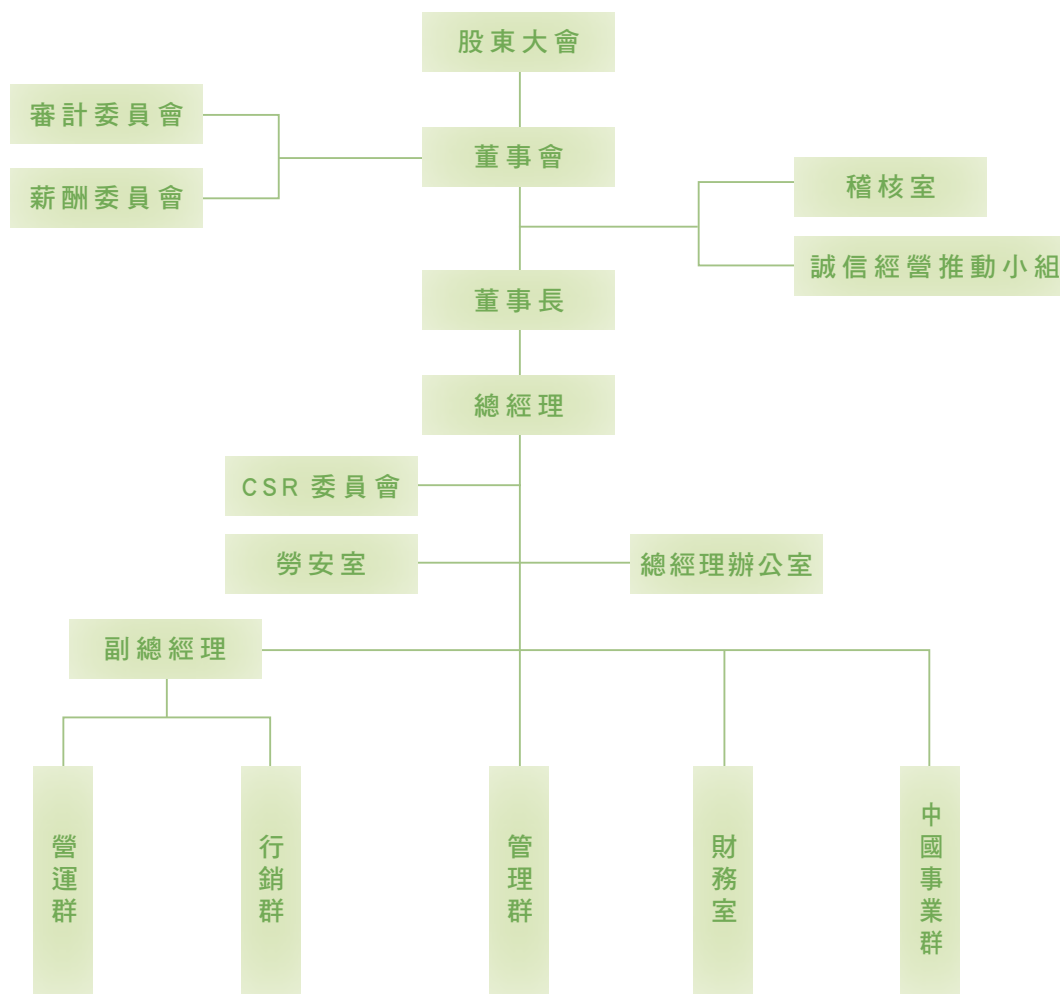 股東大會
審計委員會
董事會
薪酬委員會
稽核室
誠信經營推動小組
董事長
總經理
CSR 委員會
勞安室
總經理辦公室
副總經理
營運群
行銷群
管理群
財務室
中國事業群